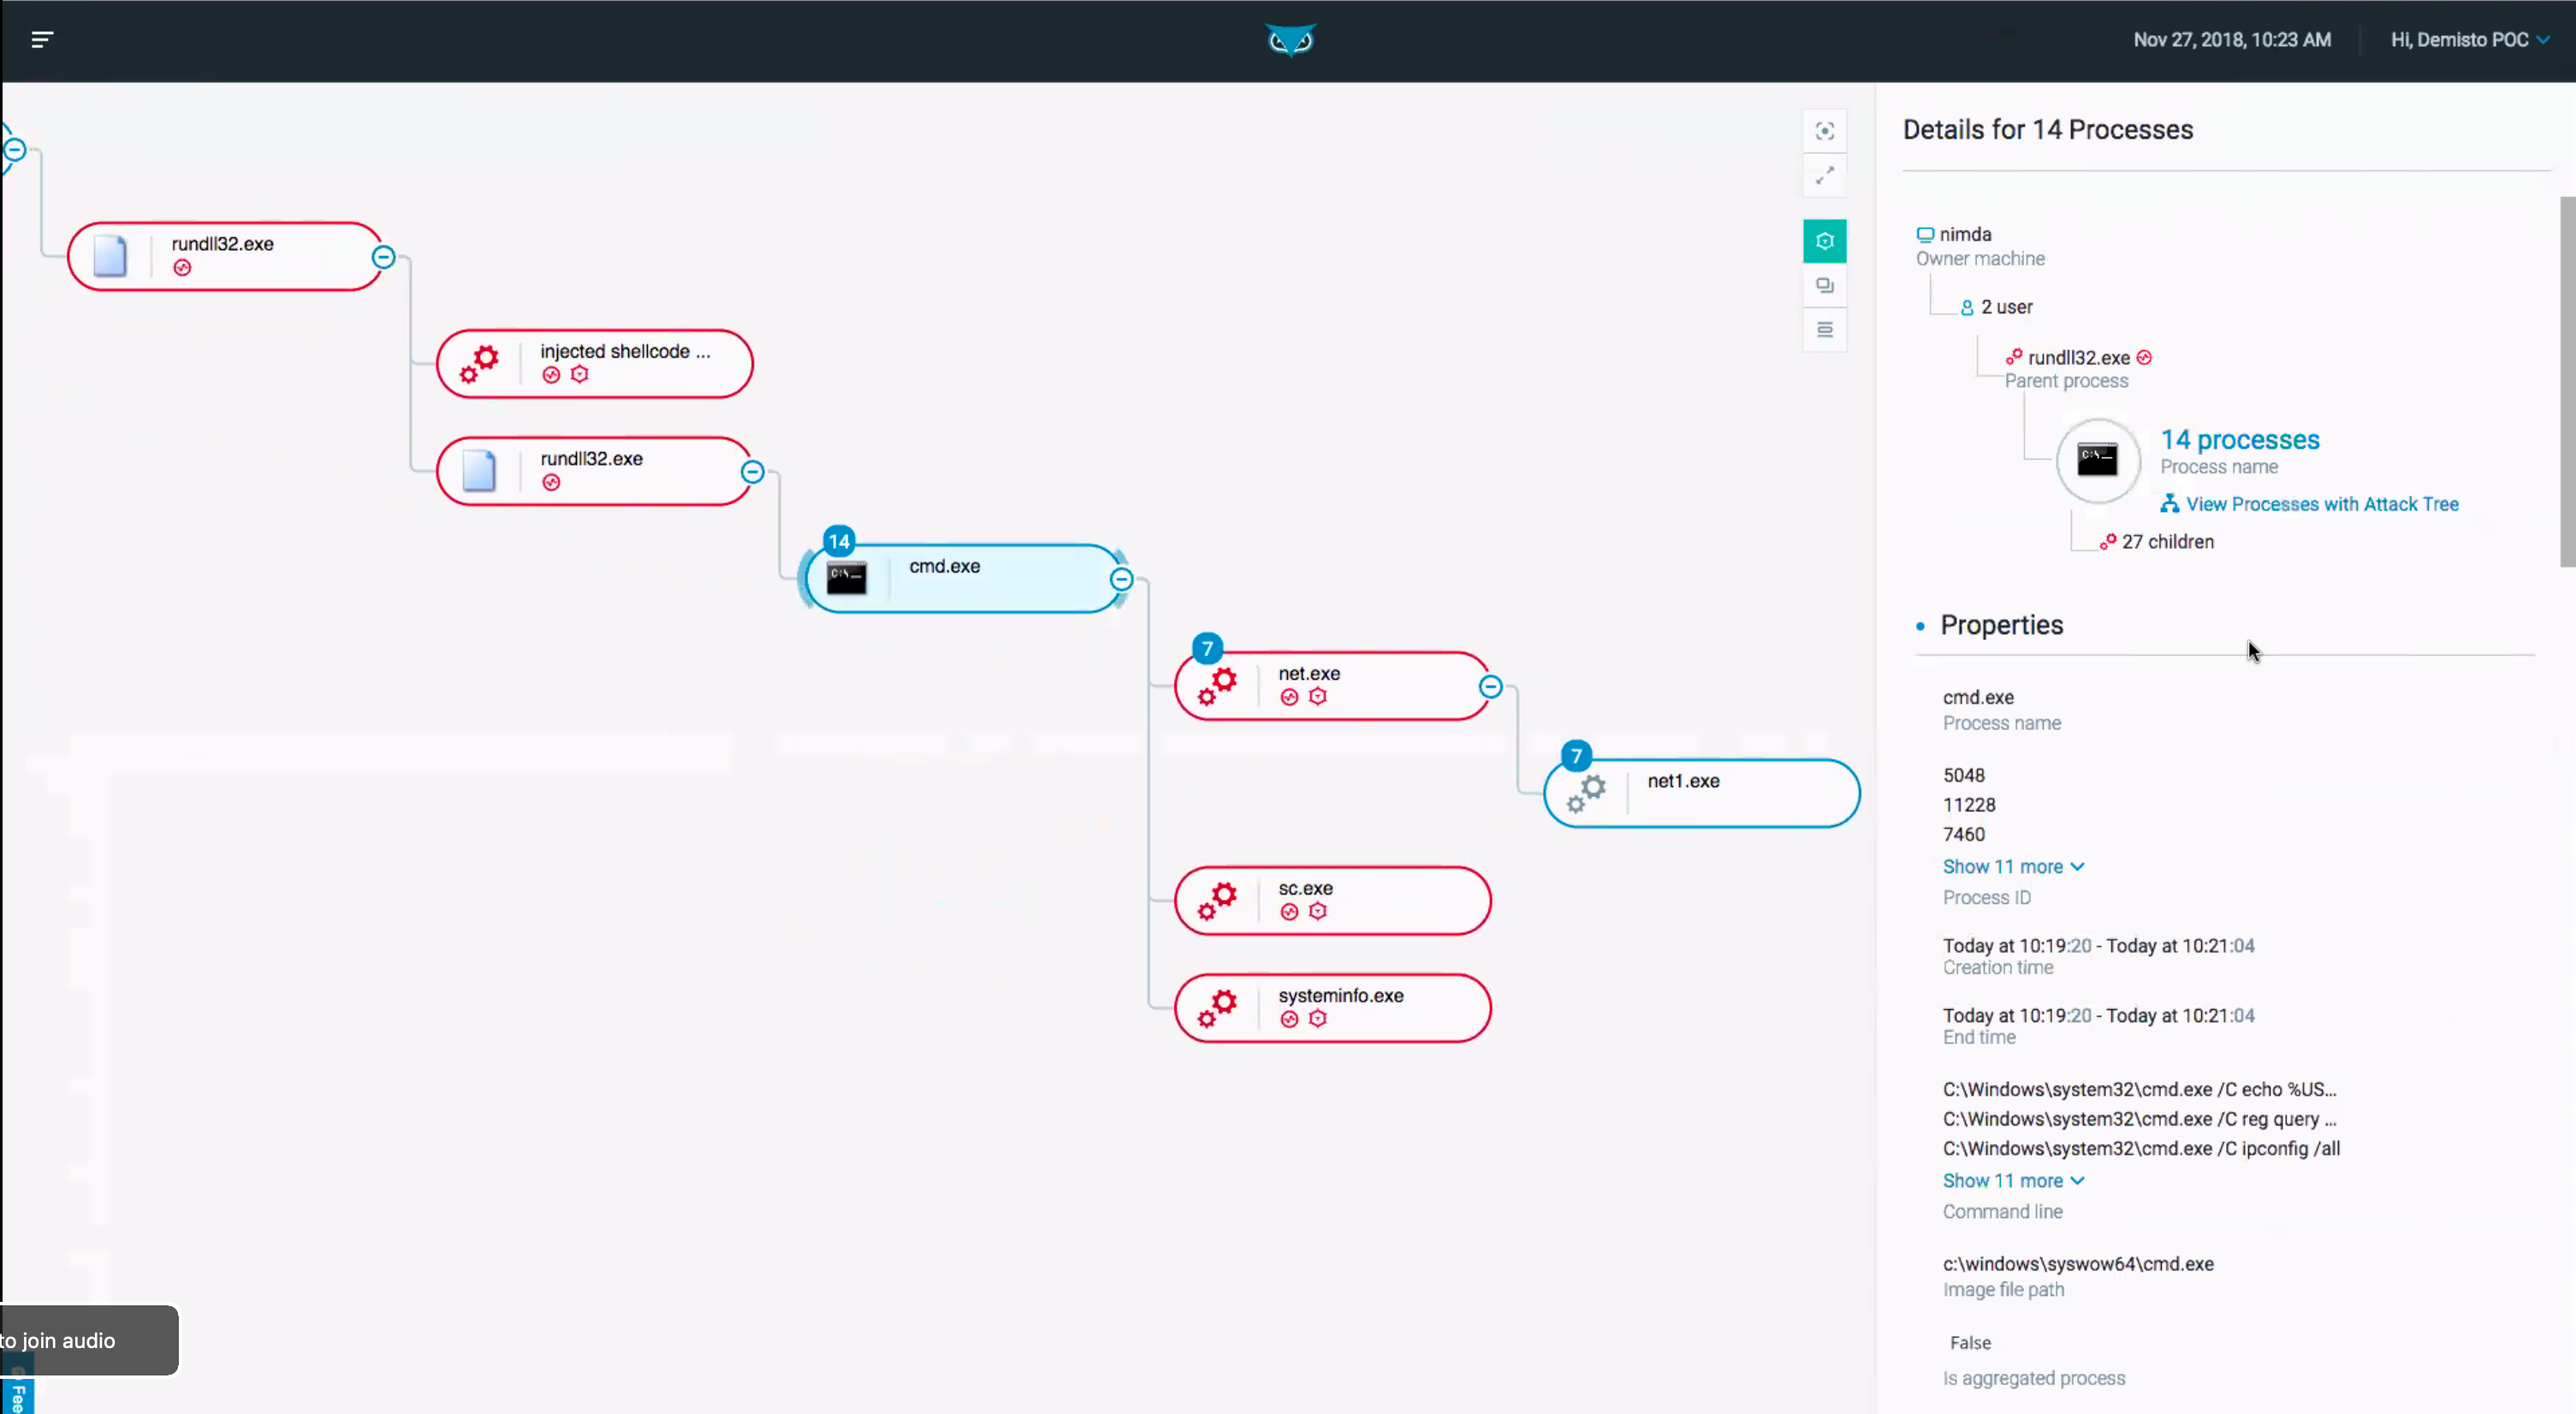 Nov 27, 2018, 10:23 AM
Hi, Demisto POC
rundll32.exe
injected shellcode ...
rundll32.exe
14
cmd.exe
7
net.exe
7
net1.exe
sc.exe
systeminfo.exe
to join audio
Fee
Details for 14 Processes
nimda
Owner machine
2 user
rundll32.exe
Parent process
C:\_
14 processes
Process name
View Processes with Attack Tree
27 children
Properties
cmd.exe
Process name
5048
11228
7460
Show 11 more
Process ID
Today at 10:19:20 - Today at 10:21:04
Creation time
Today at 10:19:20 - Today at 10:21:04
End time
C:\Windows\system32\cmd.exe /C echo %US...
C:\Windows\system32\cmd.exe /C reg query ...
C:\Windows\system32\cmd.exe /C ipconfig /all
Show 11 more
Command line
c:\windows\syswow64\cmd.exe
Image file path
False
Is aggregated process